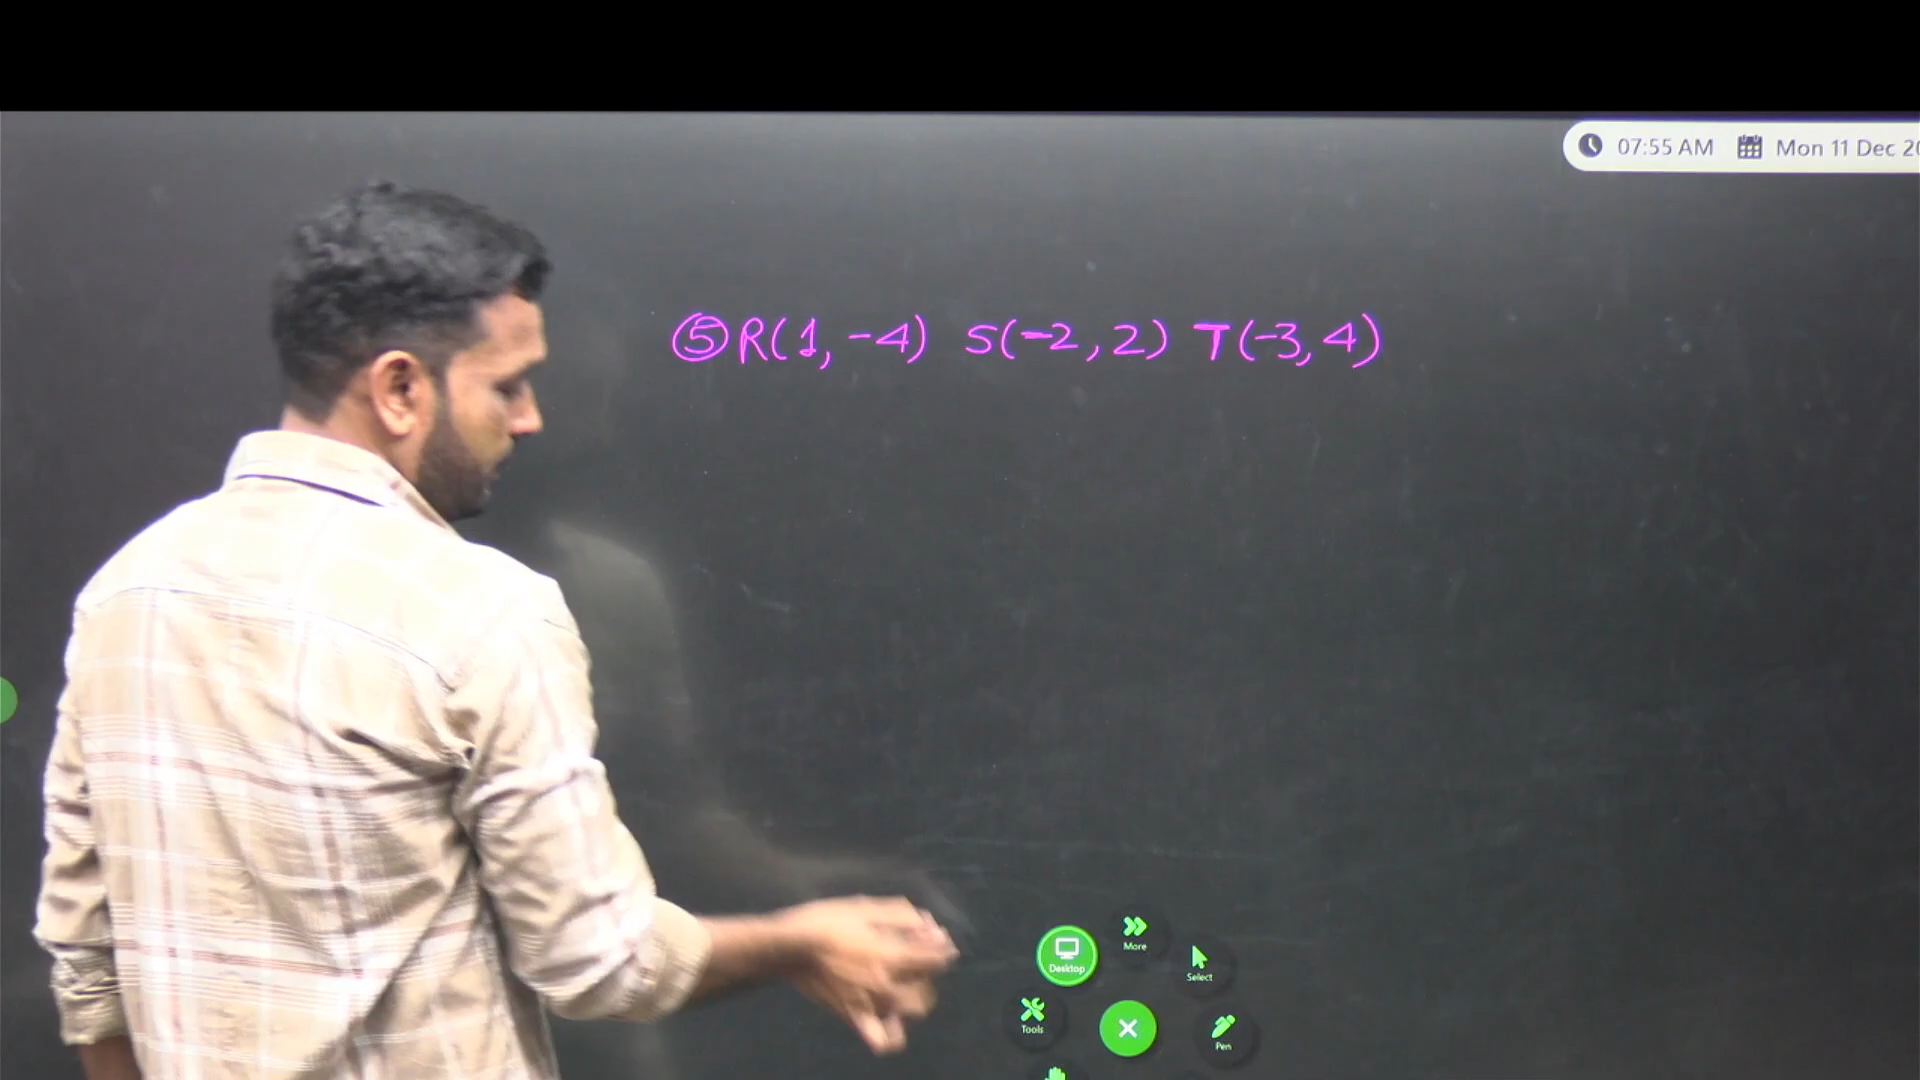 07:55 AM Mon 11 Dec 20
⑤ R(1, -4) S(-2, 2) T(-3, 4)
More
Desktop
Select
Tools
Pen